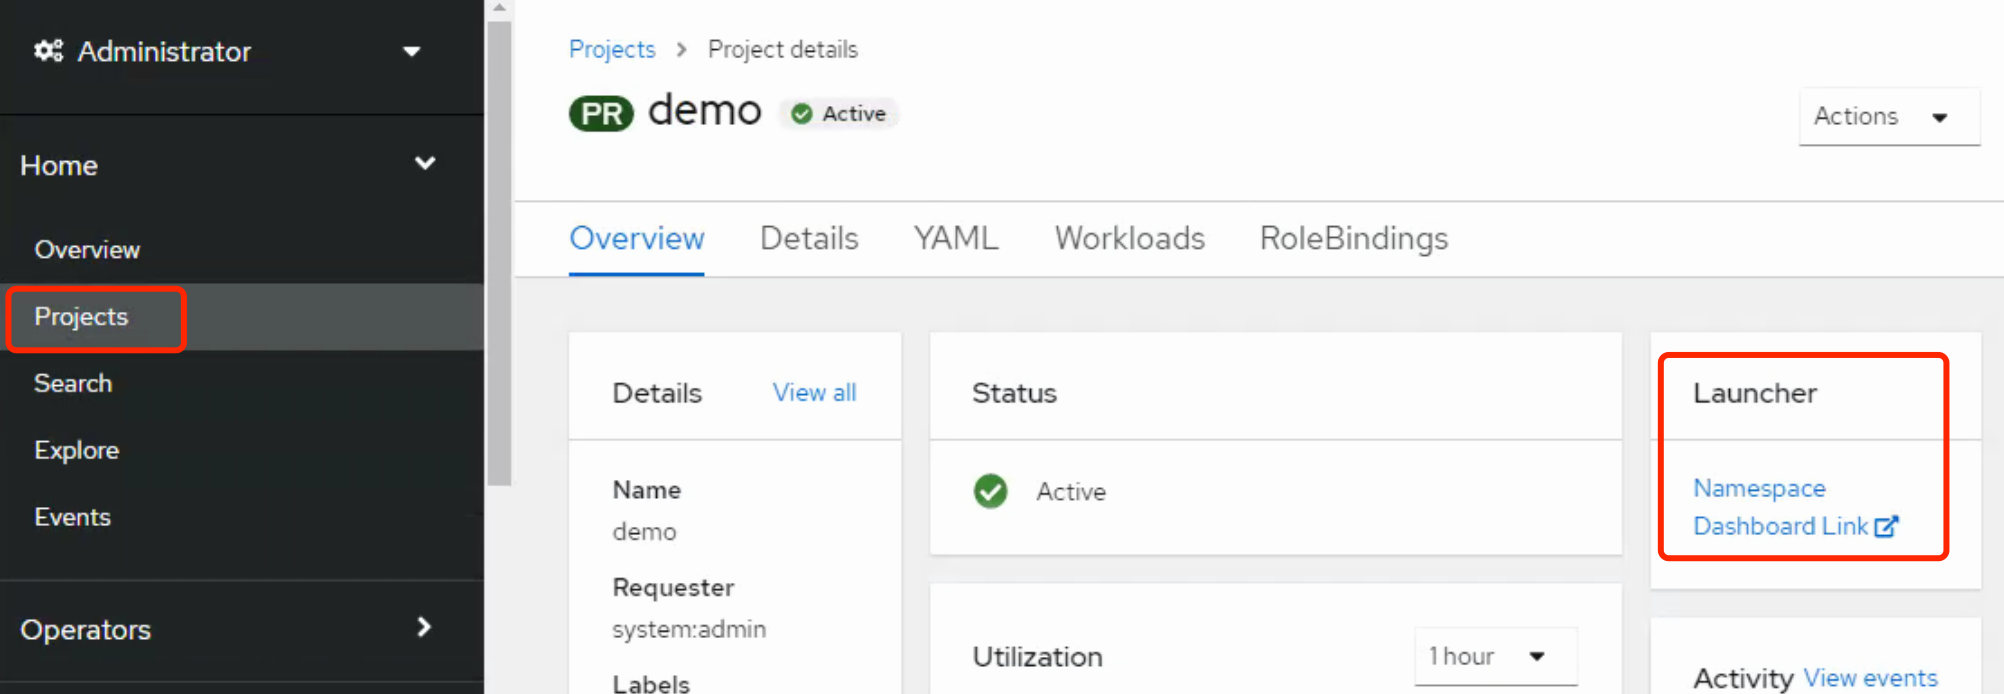 Administrator
Home
Overview
Projects
Search
Explore
Events
Operators
Projects > Project details
PR demo Active
Actions
Overview Details YAML Workloads RoleBindings
Details View all
Name
demo
Requester
system:admin
Labels
Status
Active
Utilization 1 hour
Launcher
Namespace
Dashboard Link
Activity View events